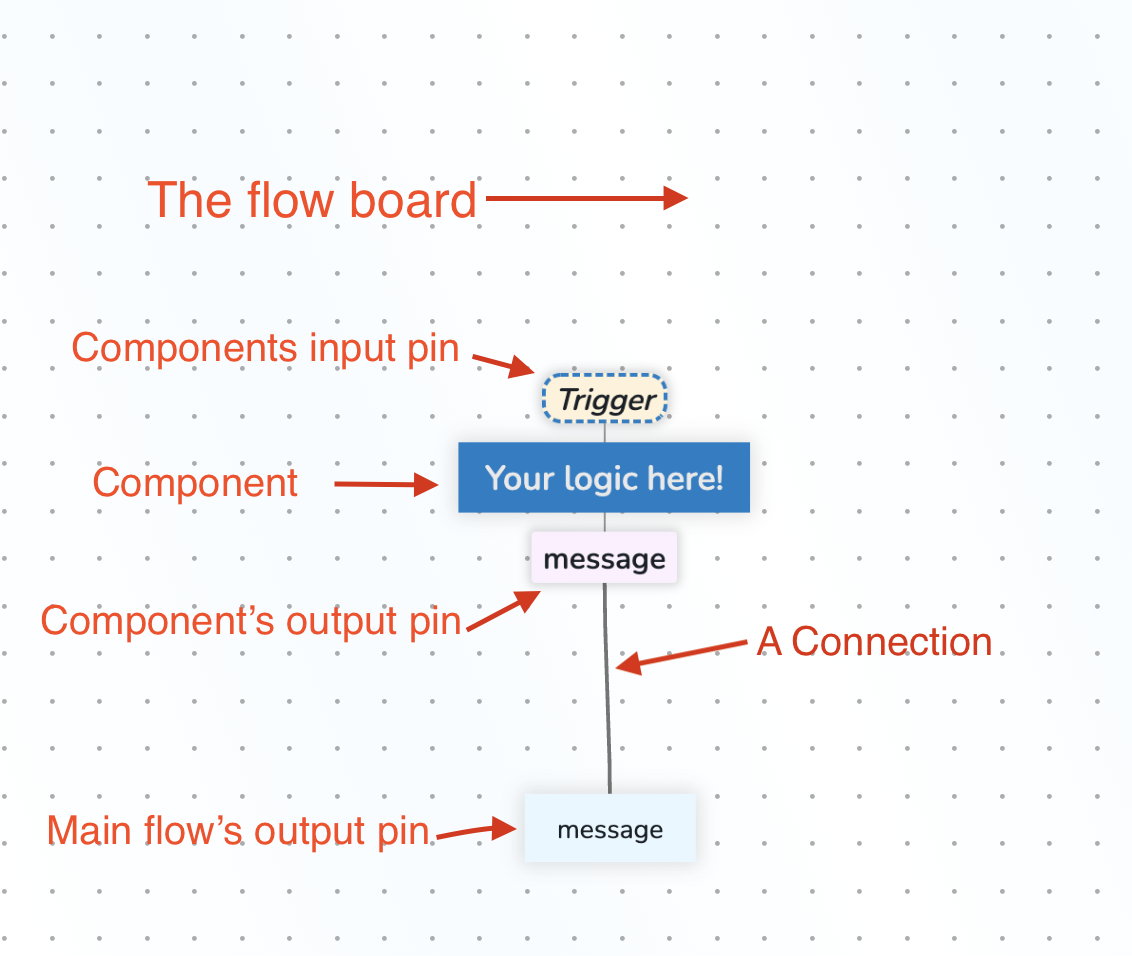 The flow board
Components input pin
Trigger
Component
Your logic here!
message
Component’s output pin
A Connection
Main flow’s output pin
message